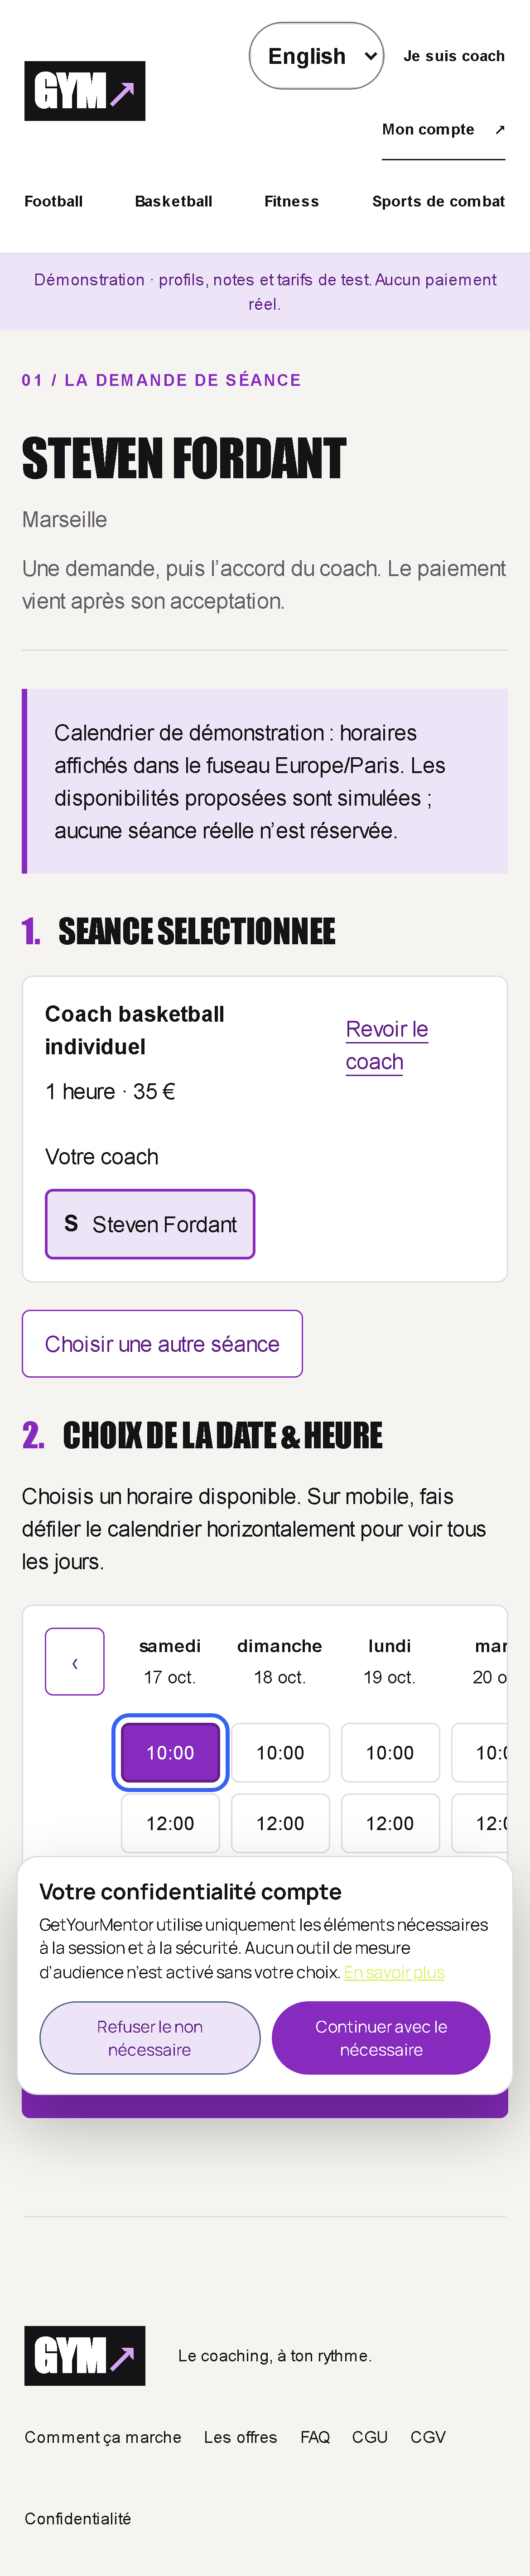 GYM↗
English
Je suis coach
Mon compte ↗
Football Basketball Fitness Sports de combat
Démonstration · profils, notes et tarifs de test. Aucun paiement
réel.
01 / LA DEMANDE DE SÉANCE
STEVEN FORDANT
Marseille
Une demande, puis l’accord du coach. Le paiement
vient après son acceptation.
Calendrier de démonstration : horaires
affichés dans le fuseau Europe/Paris. Les
disponibilités proposées sont simulées ;
aucune séance réelle n’est réservée.
1. SEANCE SELECTIONNEE
Coach basketball
individuel
Revoir le
coach
1 heure · 35 €
Votre coach
S Steven Fordant
Choisir une autre séance
2. CHOIX DE LA DATE & HEURE
Choisis un horaire disponible. Sur mobile, fais
défiler le calendrier horizontalement pour voir tous
les jours.
‹ samedi dimanche lundi mar
17 oct. 18 oct. 19 oct. 20 o
10:00 10:00 10:00 10:0
12:00 12:00 12:00 12:0
Votre confidentialité compte
GetYourMentor utilise uniquement les éléments nécessaires
à la session et à la sécurité. Aucun outil de mesure
d’audience n’est activé sans votre choix. En savoir plus
Refuser le non
nécessaire
Continuer avec le
nécessaire
GYM↗
Le coaching, à ton rythme.
Comment ça marche Les offres FAQ CGU CGV
Confidentialité